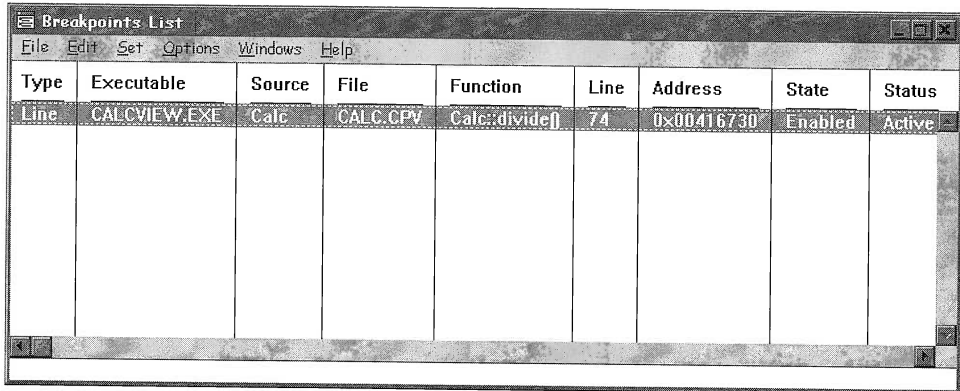 Breakpoints List
File Edit Set Options Windows Help
Type Executable Source File Function Line Address State Status
Line CALCVIEW.EXE Calc CALC.CPV Calc::divide[] 74 0x00416730 Enabled Active